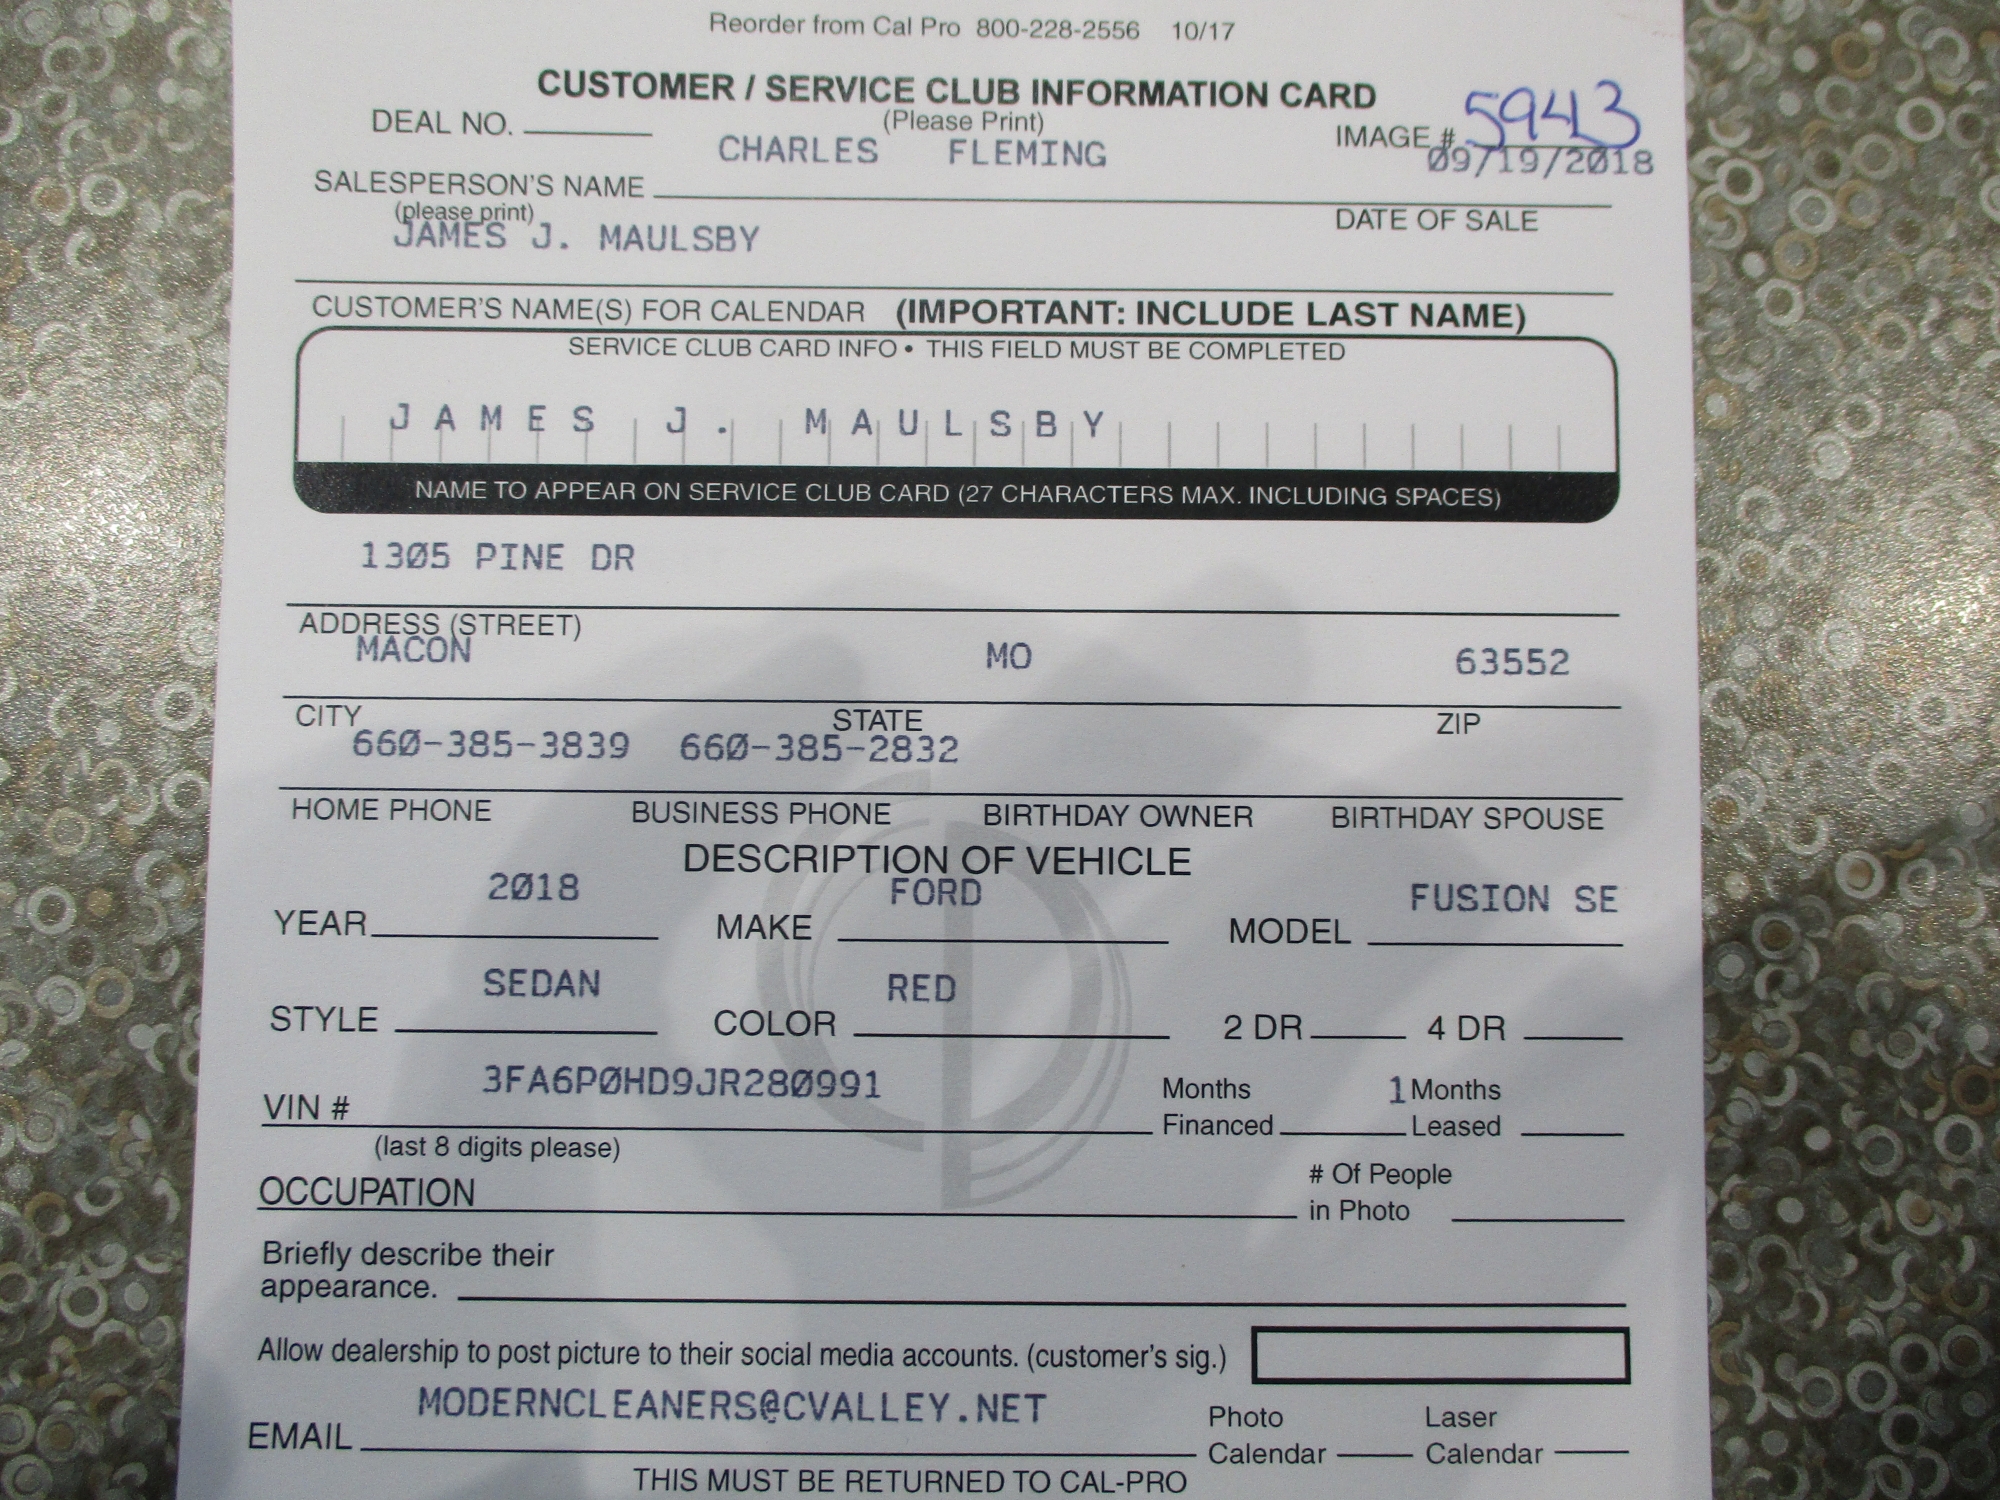 Reorder from Cal Pro 800-228-2556 10/17
CUSTOMER / SERVICE CLUB INFORMATION CARD
(Please Print)
DEAL NO. IMAGE # 5943
CHARLES FLEMING 09/19/2018
SALESPERSON'S NAME
(please print) DATE OF SALE
JAMES J. MAULSBY
CUSTOMER'S NAME(S) FOR CALENDAR (IMPORTANT: INCLUDE LAST NAME)
SERVICE CLUB CARD INFO • THIS FIELD MUST BE COMPLETED
JAMES J. MAULSBY
NAME TO APPEAR ON SERVICE CLUB CARD (27 CHARACTERS MAX. INCLUDING SPACES)
1305 PINE DR
ADDRESS (STREET)
MACON MO 63552
CITY STATE ZIP
660-385-3839 660-385-2832
HOME PHONE BUSINESS PHONE BIRTHDAY OWNER BIRTHDAY SPOUSE
DESCRIPTION OF VEHICLE
2018 FORD FUSION SE
YEAR MAKE MODEL
SEDAN RED
STYLE COLOR 2 DR 4 DR
3FA6P0HD9JR280991 Months 1 Months
VIN # Financed Leased
(last 8 digits please)
# Of People
OCCUPATION in Photo
Briefly describe their
appearance.
Allow dealership to post picture to their social media accounts. (customer's sig.)
MODERNCLEANERS@CVALLEY.NET Photo Laser
EMAIL Calendar Calendar
THIS MUST BE RETURNED TO CAL-PRO